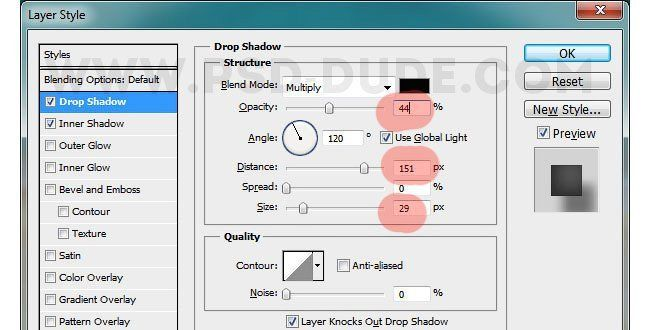 Layer Style
Styles
Blending Options: Default
Drop Shadow
Inner Shadow
Outer Glow
Inner Glow
Bevel and Emboss
Contour
Texture
Satin
Color Overlay
Gradient Overlay
Pattern Overlay
Drop Shadow
Structure
Blend Mode: Multiply
Opacity: 44 %
Angle: 120 ° Use Global Light
Distance: 151 px
Spread: 0 %
Size: 29 px
Quality
Contour: Anti-aliased
Noise: 0 %
Layer Knocks Out Drop Shadow
OK
Reset
New Style...
Preview
WWW.PSD-DUDE.COM